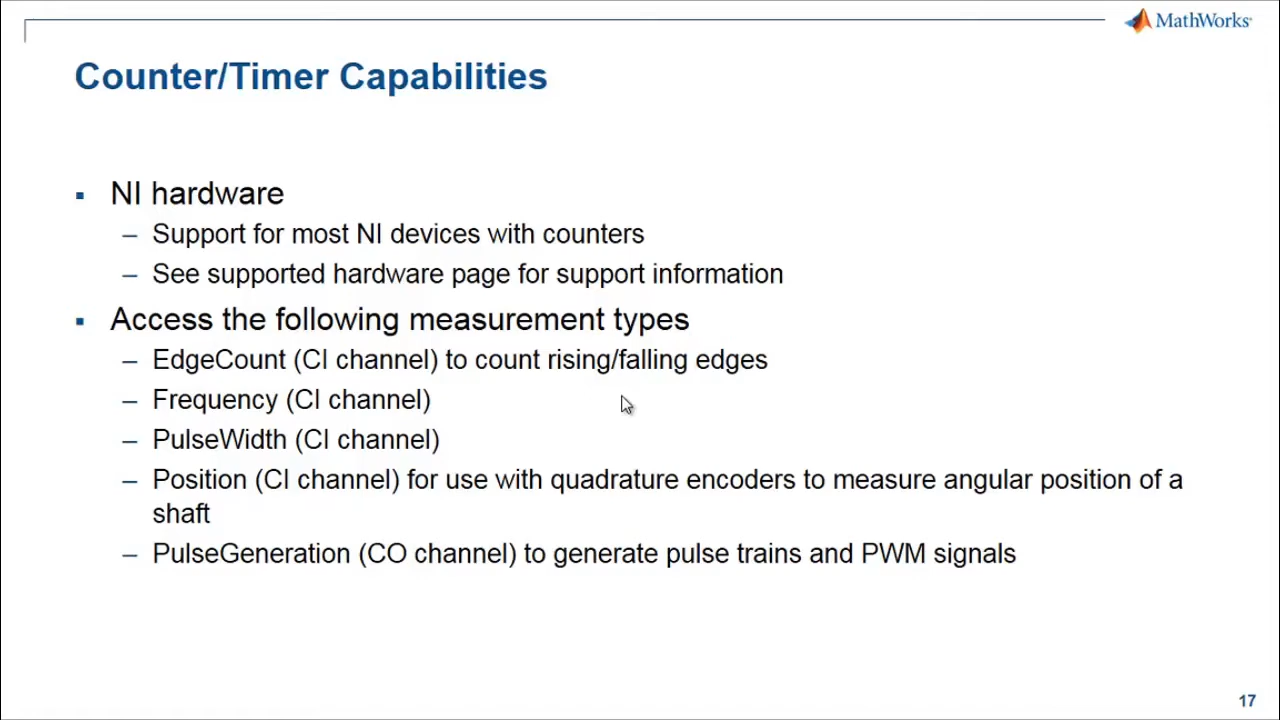 MathWorks
Counter/Timer Capabilities
▪ NI hardware
– Support for most NI devices with counters
– See supported hardware page for support information
▪ Access the following measurement types
– EdgeCount (CI channel) to count rising/falling edges
– Frequency (CI channel)
– PulseWidth (CI channel)
– Position (CI channel) for use with quadrature encoders to measure angular position of a
shaft
– PulseGeneration (CO channel) to generate pulse trains and PWM signals
17